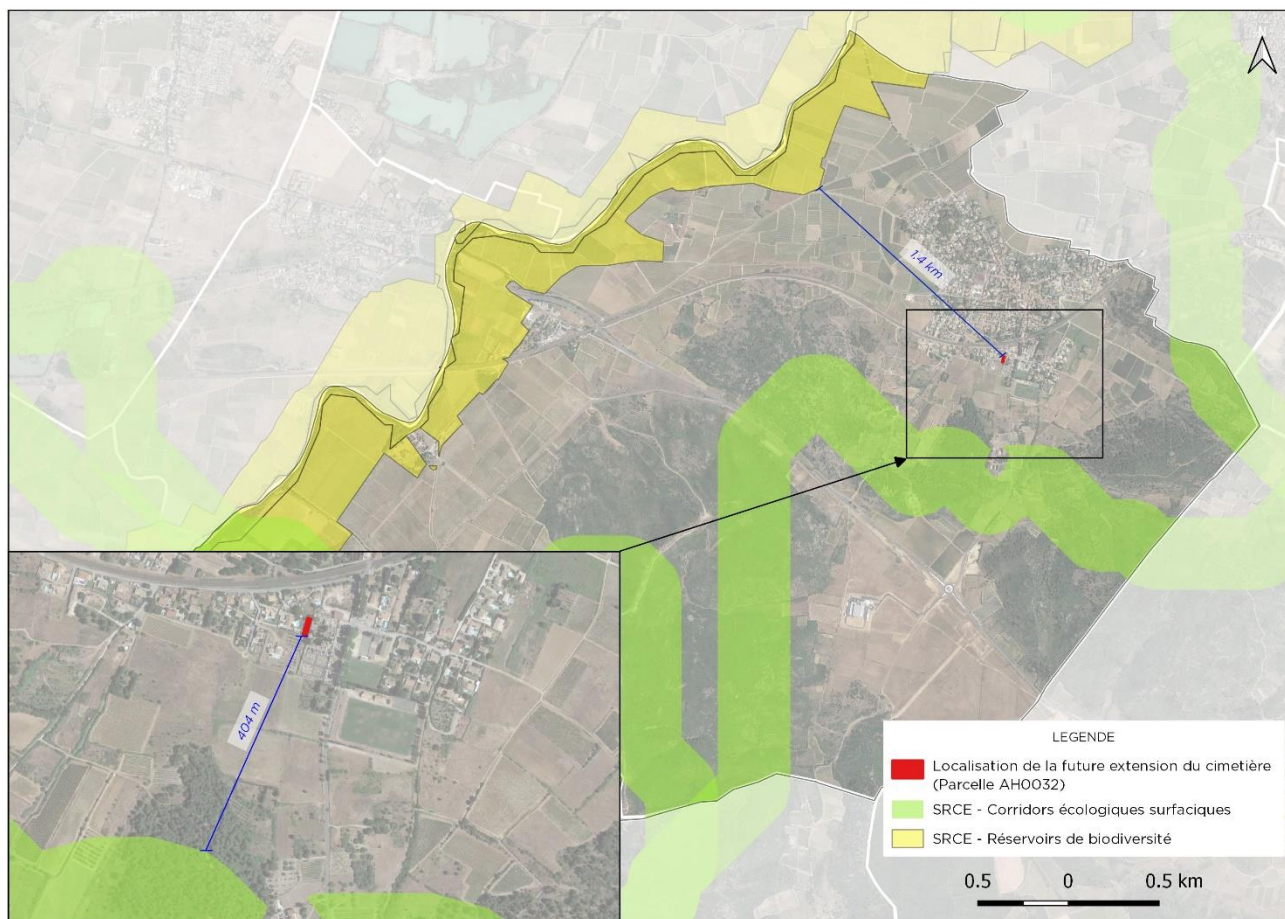 1.4 km
404 m
LEGENDE
Localisation de la future extension du cimetière
(Parcelle AH0032)
SRCE - Corridors écologiques surfaciques
SRCE - Réservoirs de biodiversité
0.5 0 0.5 km